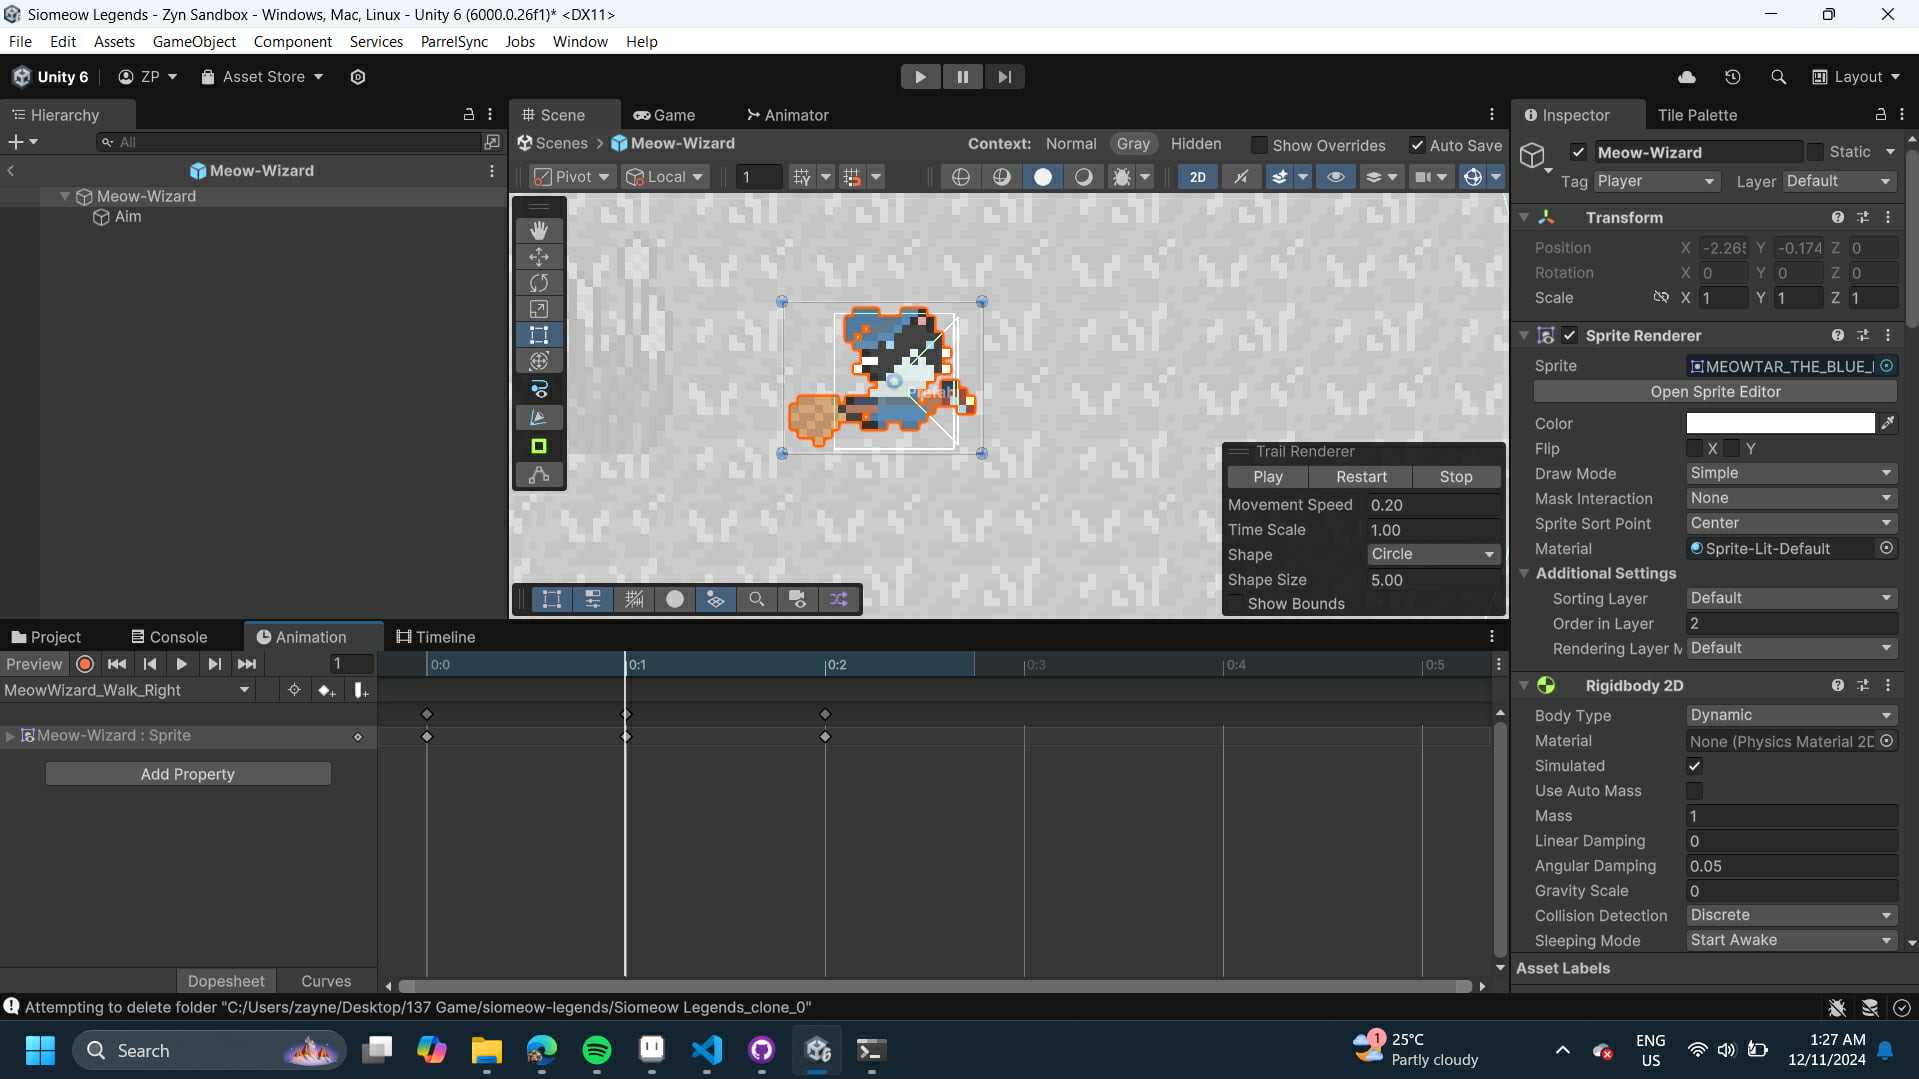 Siomeow Legends - Zyn Sandbox - Windows, Mac, Linux - Unity 6 (6000.0.26f1)* <DX11>
File Edit Assets GameObject Component Services ParrelSync Jobs Window Help
Unity 6 ZP Asset Store Layout
Hierarchy
All
Meow-Wizard
Meow-Wizard
Aim
Scene Game Animator
Scenes > Meow-Wizard Context: Normal Gray Hidden Show Overrides Auto Save
Pivot Local 1 2D
Prefab
Trail Renderer
Play Restart Stop
Movement Speed 0.20
Time Scale 1.00
Shape Circle
Shape Size 5.00
Show Bounds
Inspector Tile Palette
Meow-Wizard Static
Tag Player Layer Default
Transform
Position X -2.265 Y -0.174 Z 0
Rotation X 0 Y 0 Z 0
Scale X 1 Y 1 Z 1
Sprite Renderer
Sprite MEOWTAR_THE_BLUE_
Open Sprite Editor
Color
Flip X Y
Draw Mode Simple
Mask Interaction None
Sprite Sort Point Center
Material Sprite-Lit-Default
Additional Settings
Sorting Layer Default
Order in Layer 2
Rendering Layer M Default
Rigidbody 2D
Body Type Dynamic
Material None (Physics Material 2D
Simulated
Use Auto Mass
Mass 1
Linear Damping 0
Angular Damping 0.05
Gravity Scale 0
Collision Detection Discrete
Sleeping Mode Start Awake
Asset Labels
Project Console Animation Timeline
Preview 1 0:0 0:1 0:2 0:3 0:4 0:5
MeowWizard_Walk_Right
Meow-Wizard : Sprite
Add Property
Dopesheet Curves
Attempting to delete folder "C:/Users/zayne/Desktop/137 Game/siomeow-legends/Siomeow Legends_clone_0"
Search
1
25°C
Partly cloudy
ENG
US
1:27 AM
12/11/2024